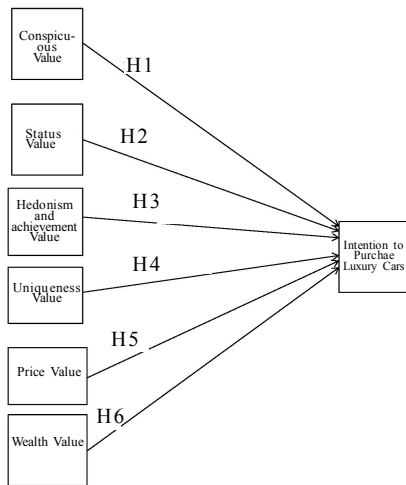 Conspicu-
ous Value
H1
Status
Value
H2
Hedonism and
achievement Value
H3
Uniqueness
Value
H4
Price Value
H5
Wealth Value
H6
Intention to
Purchae
Luxury Cars